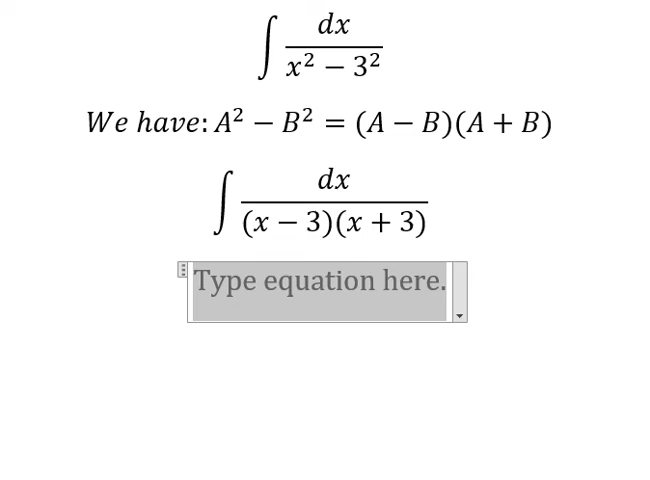 ∫ dx / (x² − 3²)
We have: A² − B² = (A − B)(A + B)
∫ dx / ((x − 3)(x + 3))
Type equation here.